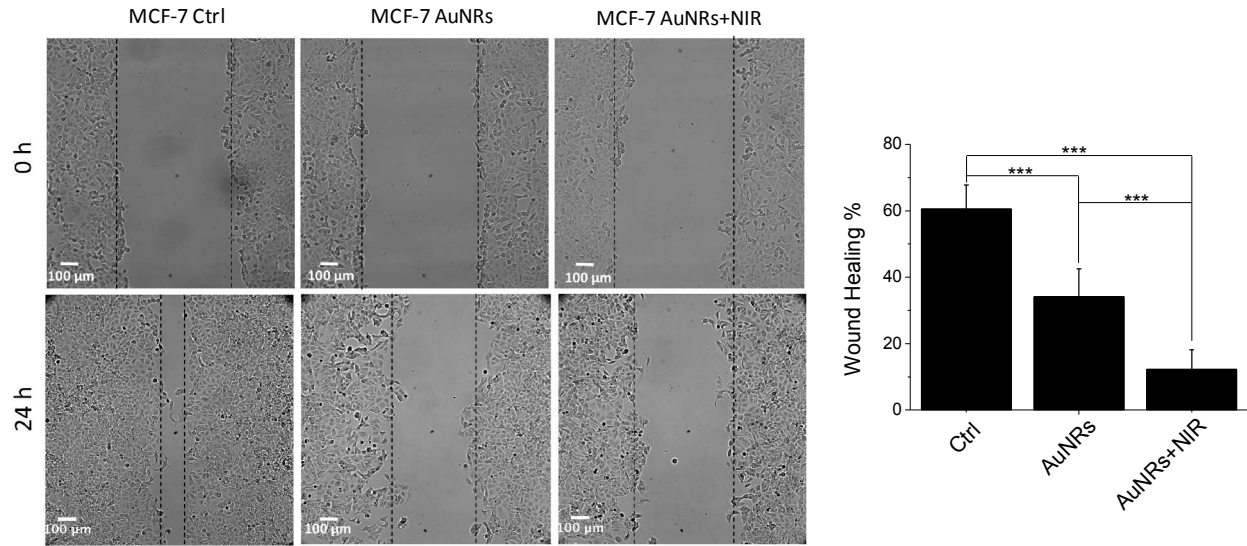 MCF-7 Ctrl
MCF-7 AuNRs
MCF-7 AuNRs+NIR
0 h
100 μm
100 μm
100 μm
24 h
100 μm
100 μm
100 μm
Wound Healing %
80
60
40
20
0
***
***
***
Ctrl
AuNRs
AuNRs+NIR